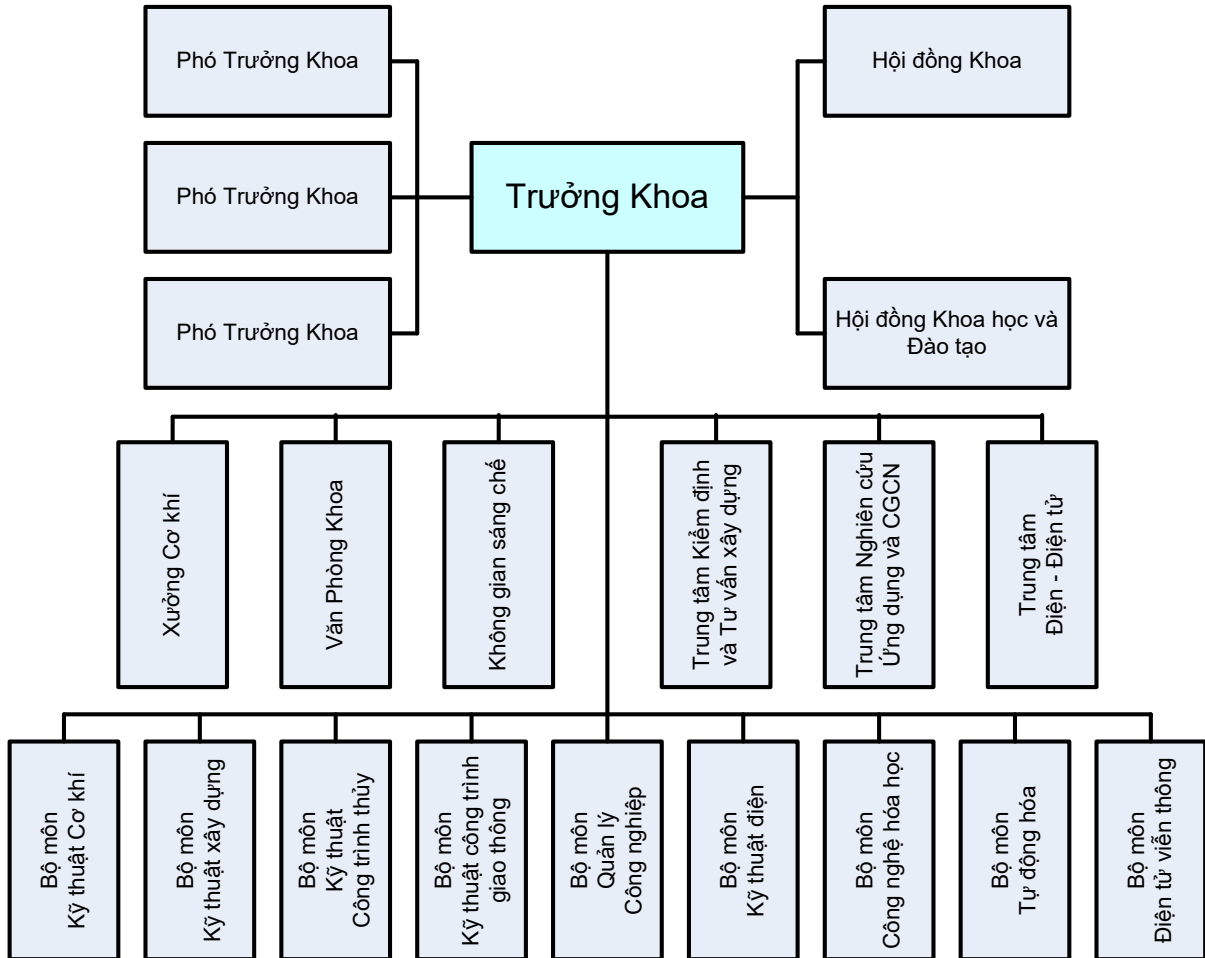 Phó Trưởng Khoa
Hội đồng Khoa
Phó Trưởng Khoa
Trưởng Khoa
Phó Trưởng Khoa
Hội đồng Khoa học và
Đào tạo
Xưởng Cơ khí
Văn Phòng Khoa
Không gian sáng chế
Trung tâm Kiểm định
và Tư vấn xây dựng
Trung tâm Nghiên cứu
Ứng dụng và CGCN
Trung tâm
Điện - Điện tử
Bộ môn
Kỹ thuật Cơ khí
Bộ môn
Kỹ thuật xây dựng
Bộ môn
Kỹ thuật
Công trình thủy
Bộ môn
Kỹ thuật công trình
giao thông
Bộ môn
Quản lý
Công nghiệp
Bộ môn
Kỹ thuật điện
Bộ môn
Công nghệ hóa học
Bộ môn
Tự động hóa
Bộ môn
Điện tử viễn thông